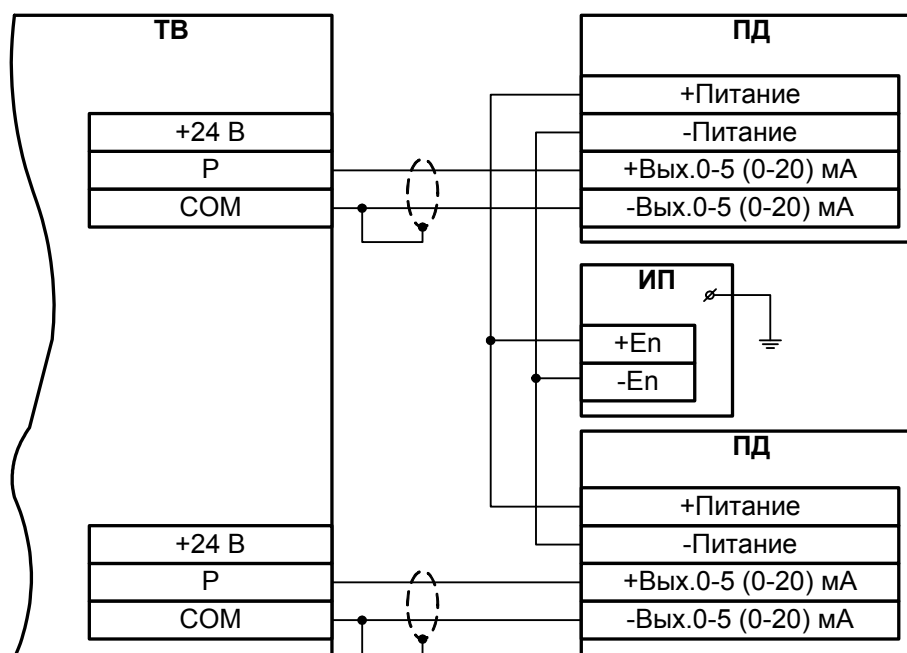 ТВ
+24 В
Р
СОМ
+24 В
Р
СОМ
ПД
+Питание
-Питание
+Вых.0-5 (0-20) мА
-Вых.0-5 (0-20) мА
ИП
+En
-En
ПД
+Питание
-Питание
+Вых.0-5 (0-20) мА
-Вых.0-5 (0-20) мА